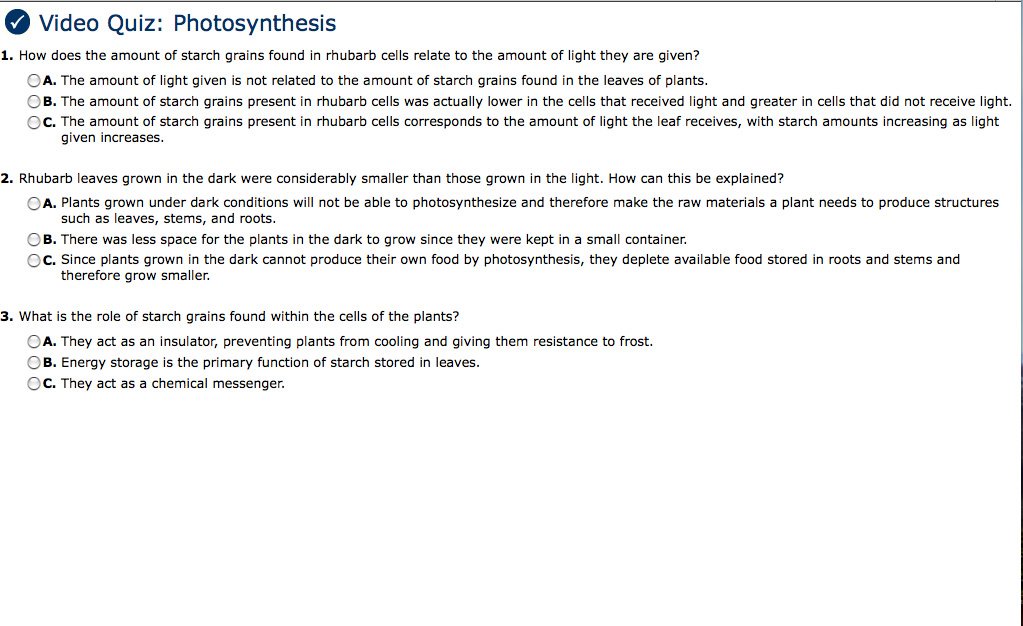 Video Quiz: Photosynthesis
1. How does the amount of starch grains found in rhubarb cells relate to the amount of light they are given?
A. The amount of light given is not related to the amount of starch grains found in the leaves of plants.
B. The amount of starch grains present in rhubarb cells was actually lower in the cells that received light and greater in cells that did not receive light.
C. The amount of starch grains present in rhubarb cells corresponds to the amount of light the leaf receives, with starch amounts increasing as light
given increases.
2. Rhubarb leaves grown in the dark were considerably smaller than those grown in the light. How can this be explained?
A. Plants grown under dark conditions will not be able to photosynthesize and therefore make the raw materials a plant needs to produce structures
such as leaves, stems, and roots.
B. There was less space for the plants in the dark to grow since they were kept in a small container.
C. Since plants grown in the dark cannot produce their own food by photosynthesis, they deplete available food stored in roots and stems and
therefore grow smaller.
3. What is the role of starch grains found within the cells of the plants?
A. They act as an insulator, preventing plants from cooling and giving them resistance to frost.
B. Energy storage is the primary function of starch stored in leaves.
C. They act as a chemical messenger.